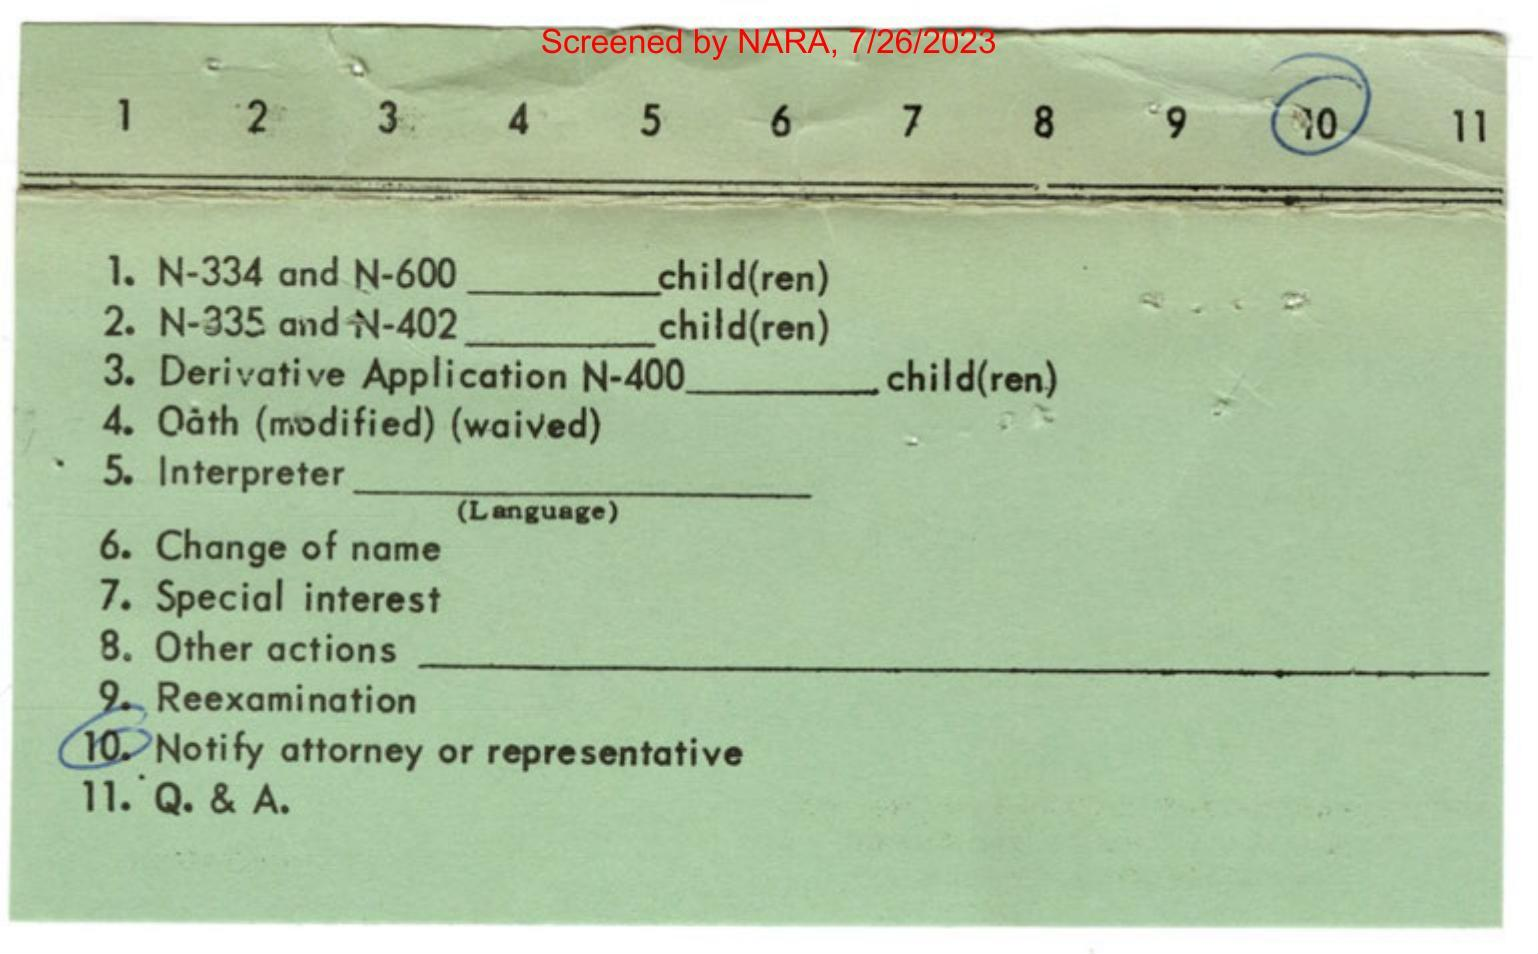 Screened by NARA, 7/26/2023
1 2 3 4 5 6 7 8 9 10 11
1. N-334 and N-600 ________ child(ren)
2. N-335 and N-402 ________ child(ren)
3. Derivative Application N-400 ________ child(ren)
4. Oath (modified) (waived)
5. Interpreter ________
(Language)
6. Change of name
7. Special interest
8. Other actions ________
9. Reexamination
10. Notify attorney or representative
11. Q. & A.